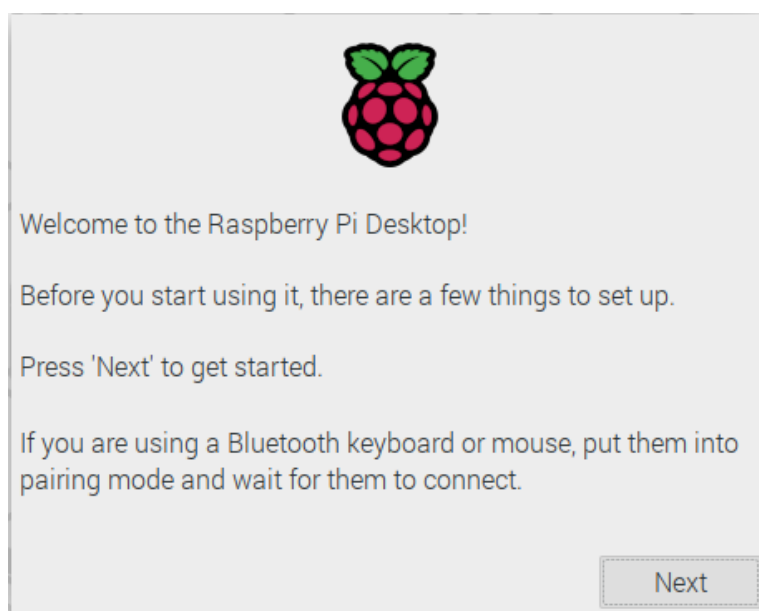 Welcome to the Raspberry Pi Desktop!
Before you start using it, there are a few things to set up.
Press 'Next' to get started.
If you are using a Bluetooth keyboard or mouse, put them into
pairing mode and wait for them to connect.
Next